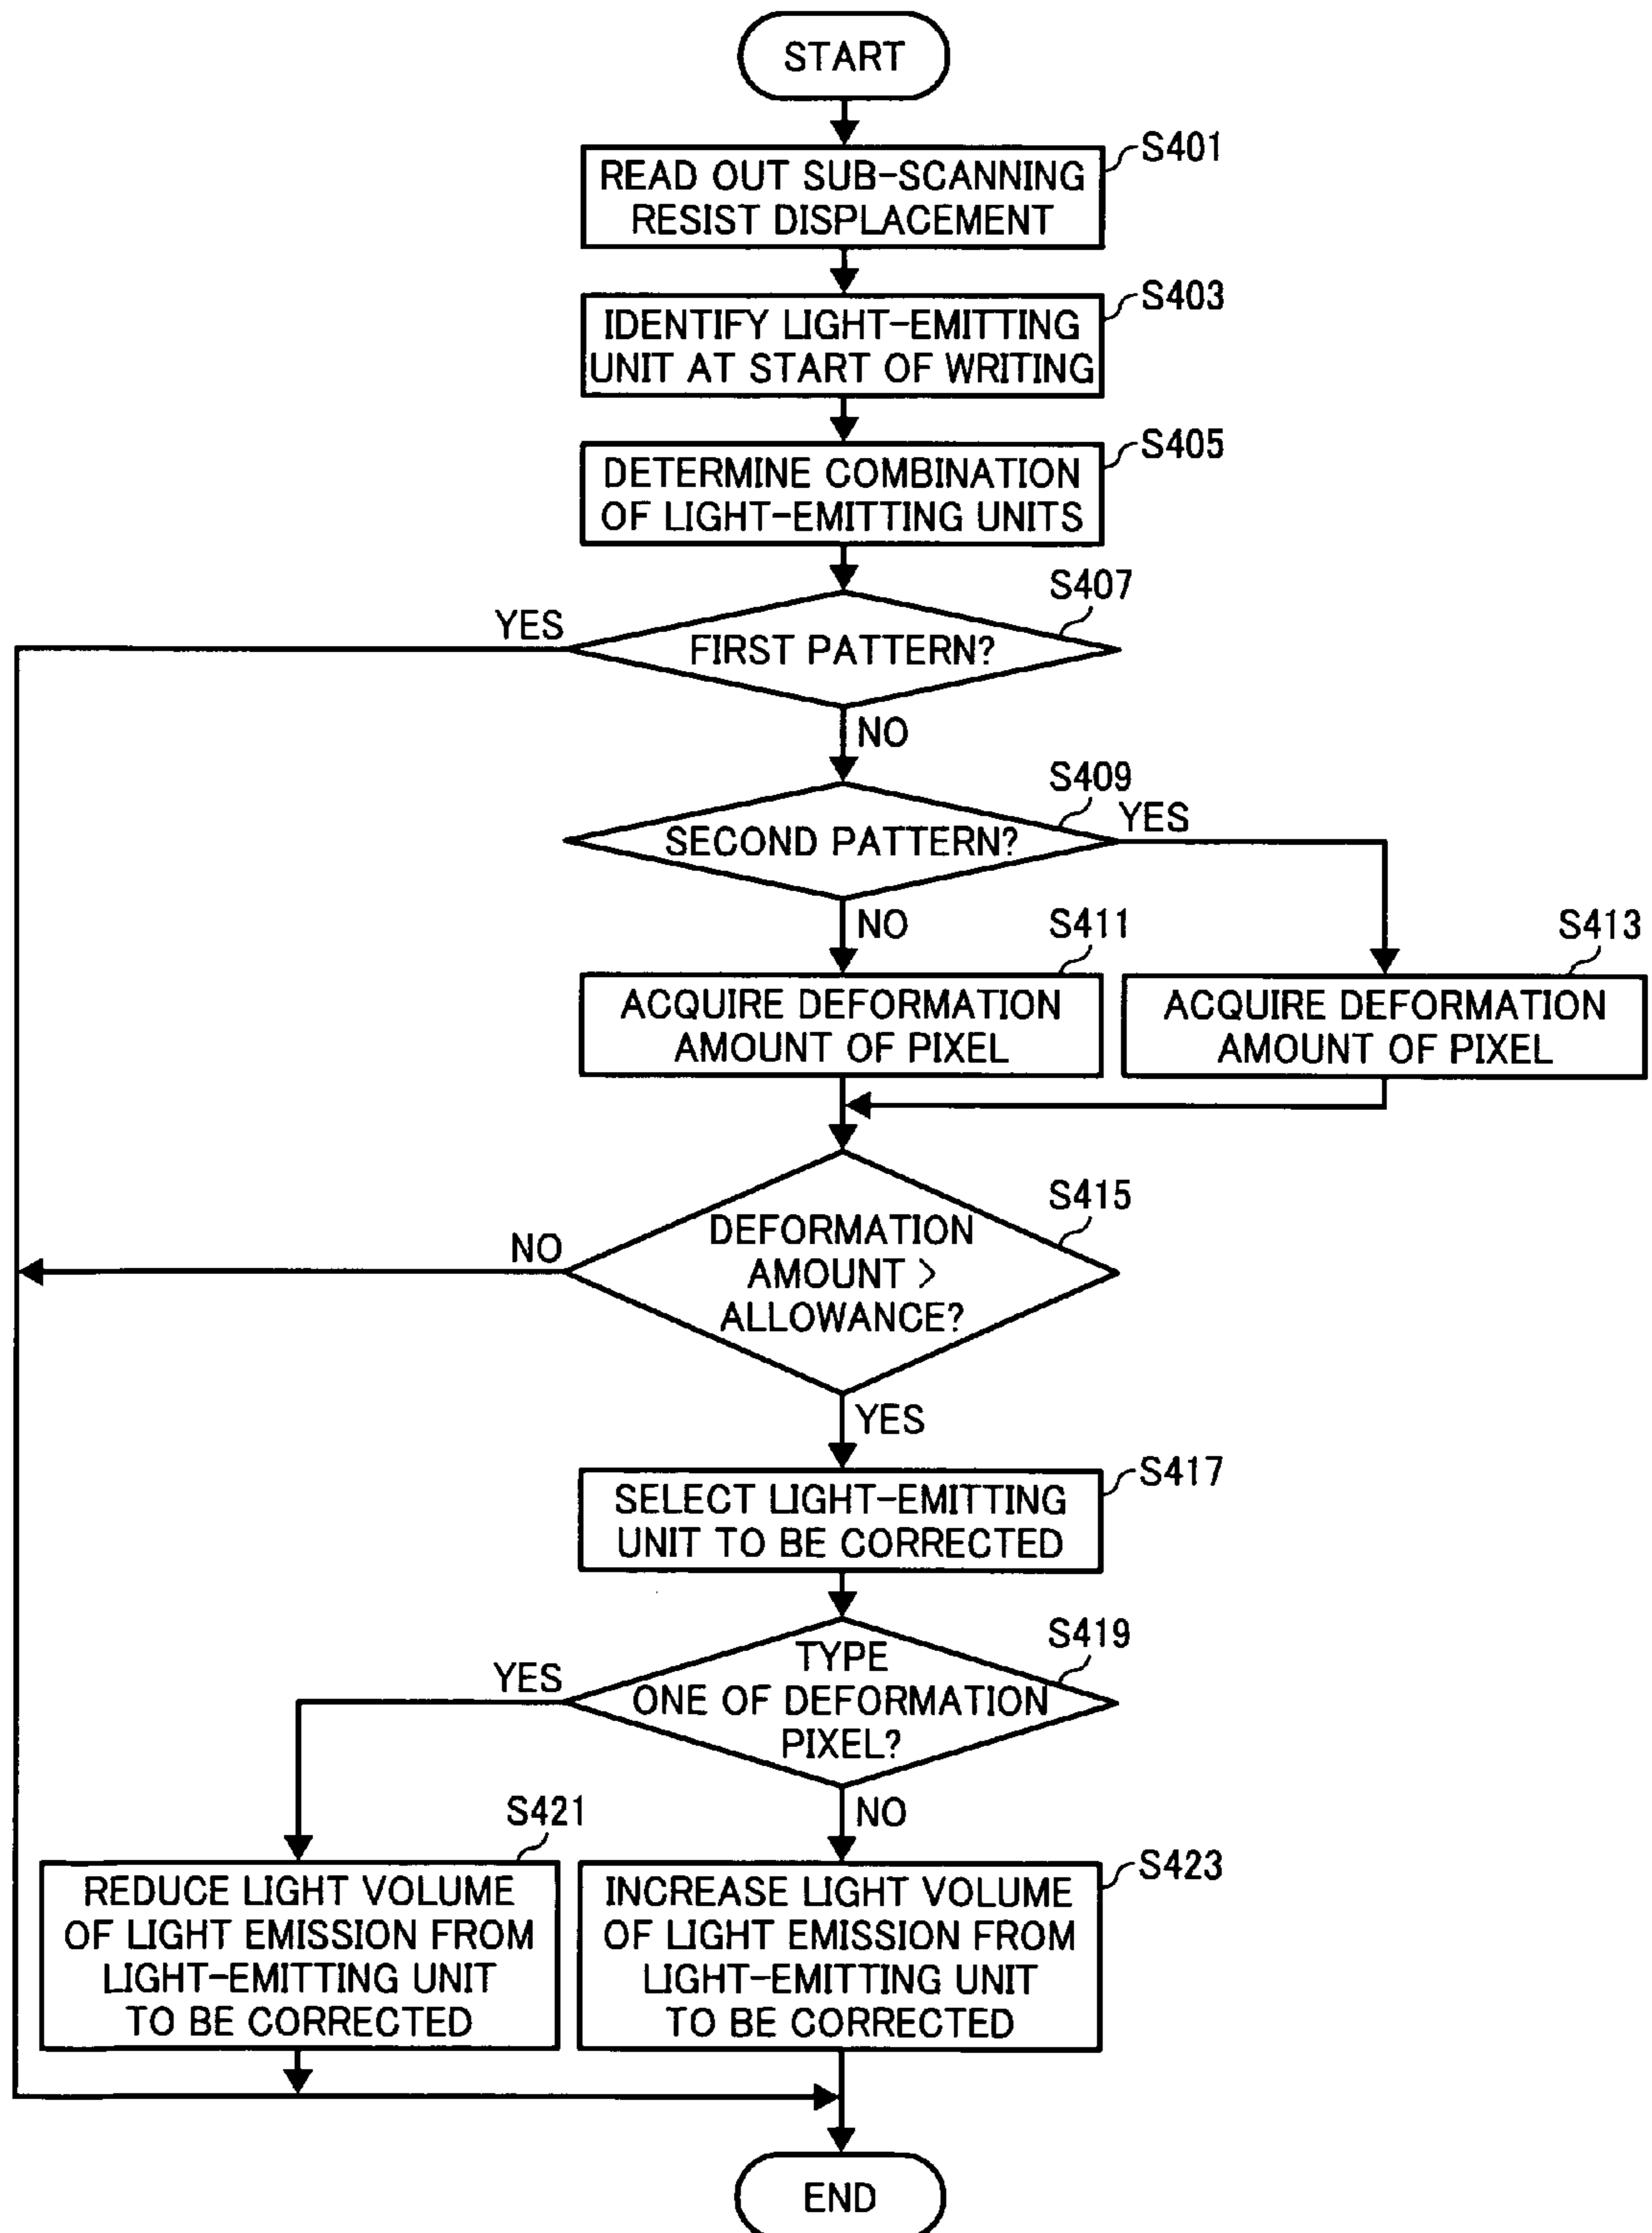 START
S401
READ OUT SUB-SCANNING
RESIST DISPLACEMENT
S403
IDENTIFY LIGHT-EMITTING
UNIT AT START OF WRITING
S405
DETERMINE COMBINATION
OF LIGHT-EMITTING UNITS
S407
YES
FIRST PATTERN?
NO
S409
SECOND PATTERN?
YES
NO
S411
S413
ACQUIRE DEFORMATION
AMOUNT OF PIXEL
ACQUIRE DEFORMATION
AMOUNT OF PIXEL
S415
NO
DEFORMATION
AMOUNT >
ALLOWANCE?
YES
S417
SELECT LIGHT-EMITTING
UNIT TO BE CORRECTED
S419
YES
TYPE
ONE OF DEFORMATION
PIXEL?
NO
S421
REDUCE LIGHT VOLUME
OF LIGHT EMISSION FROM
LIGHT-EMITTING UNIT
TO BE CORRECTED
S423
INCREASE LIGHT VOLUME
OF LIGHT EMISSION FROM
LIGHT-EMITTING UNIT
TO BE CORRECTED
END